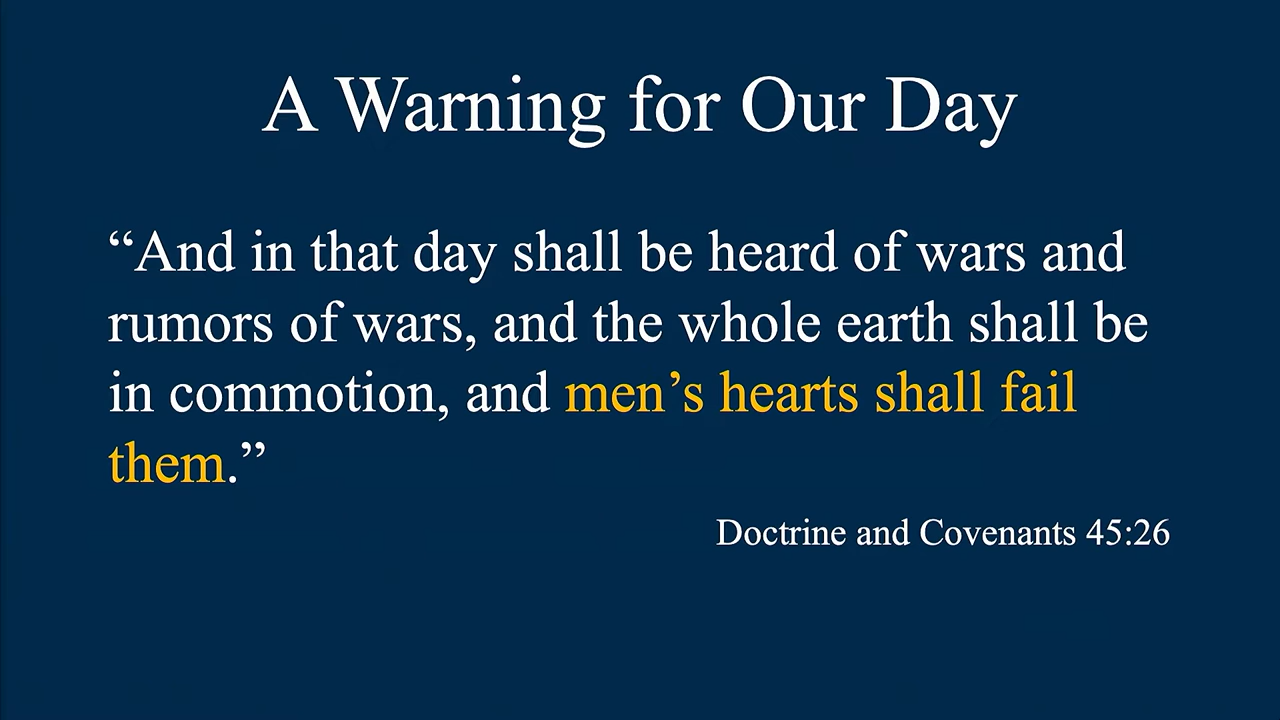 A Warning for Our Day
“And in that day shall be heard of wars and
rumors of wars, and the whole earth shall be
in commotion, and men’s hearts shall fail
them.”
Doctrine and Covenants 45:26